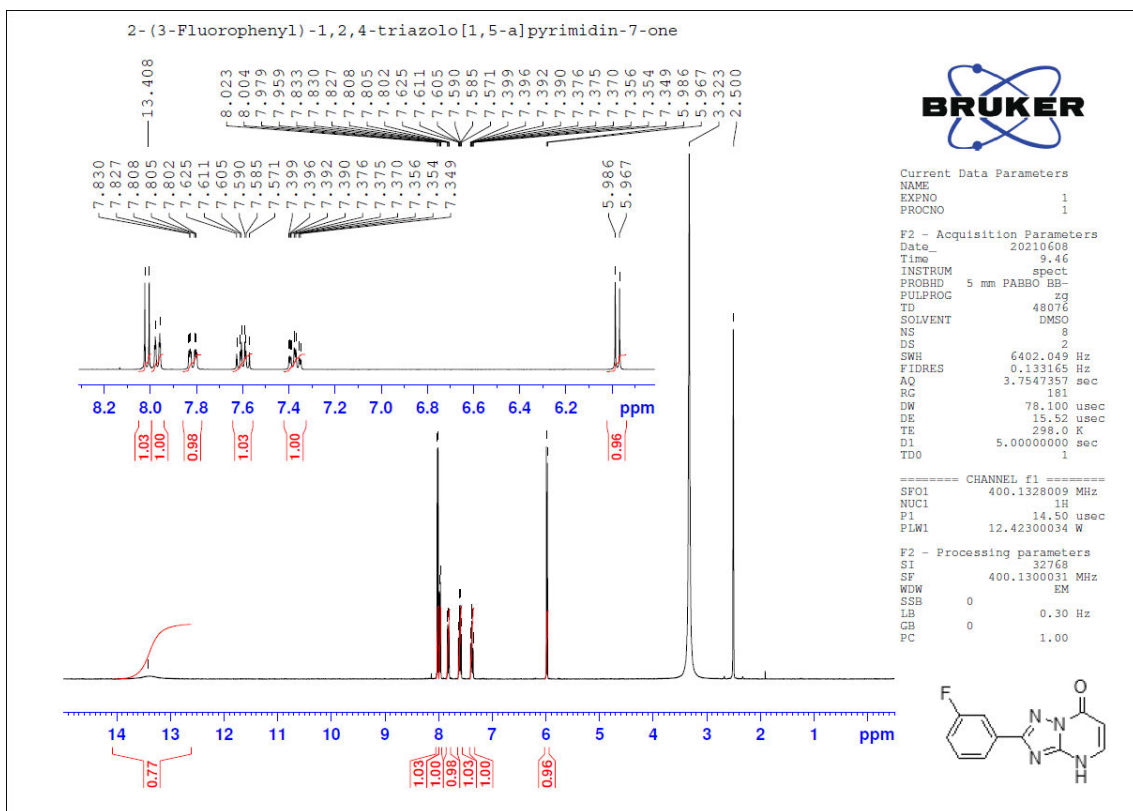 2-(3-Fluorophenyl)-1,2,4-triazolo[1,5-a]pyrimidin-7-one
13.408
8.023
8.004
7.979
7.959
7.833
7.830
7.827
7.808
7.805
7.802
7.625
7.611
7.605
7.590
7.585
7.571
7.399
7.396
7.392
7.390
7.376
7.375
7.370
7.356
7.354
7.349
5.986
5.967
3.323
2.500
7.830
7.827
7.808
7.805
7.802
7.625
7.611
7.605
7.590
7.585
7.571
7.399
7.396
7.392
7.390
7.376
7.375
7.370
7.356
7.354
7.349
5.986
5.967
8.2 8.0 7.8 7.6 7.4 7.2 7.0 6.8 6.6 6.4 6.2 ppm
1.03 1.00 0.98 1.03 1.00 0.96
14 13 12 11 10 9 8 7 6 5 4 3 2 1 ppm
0.77 1.03 1.00 0.98 1.03 1.00 0.96
BRUKER
Current Data Parameters
NAME
EXPNO 1
PROCNO 1
F2 - Acquisition Parameters
Date_ 20210608
Time 9.46
INSTRUM spect
PROBHD 5 mm PABBO BB-
PULPROG zg
TD 48076
SOLVENT DMSO
NS 8
DS 2
SWH 6402.049 Hz
FIDRES 0.133165 Hz
AQ 3.7547357 sec
RG 181
DW 78.100 usec
DE 15.52 usec
TE 298.0 K
D1 5.00000000 sec
TD0 1
======== CHANNEL f1 ========
SFO1 400.1328009 MHz
NUC1 1H
P1 14.50 usec
PLW1 12.42300034 W
F2 - Processing parameters
SI 32768
SF 400.1300031 MHz
WDW EM
SSB 0
LB 0.30 Hz
GB 0
PC 1.00
O
F
N N
N N
H